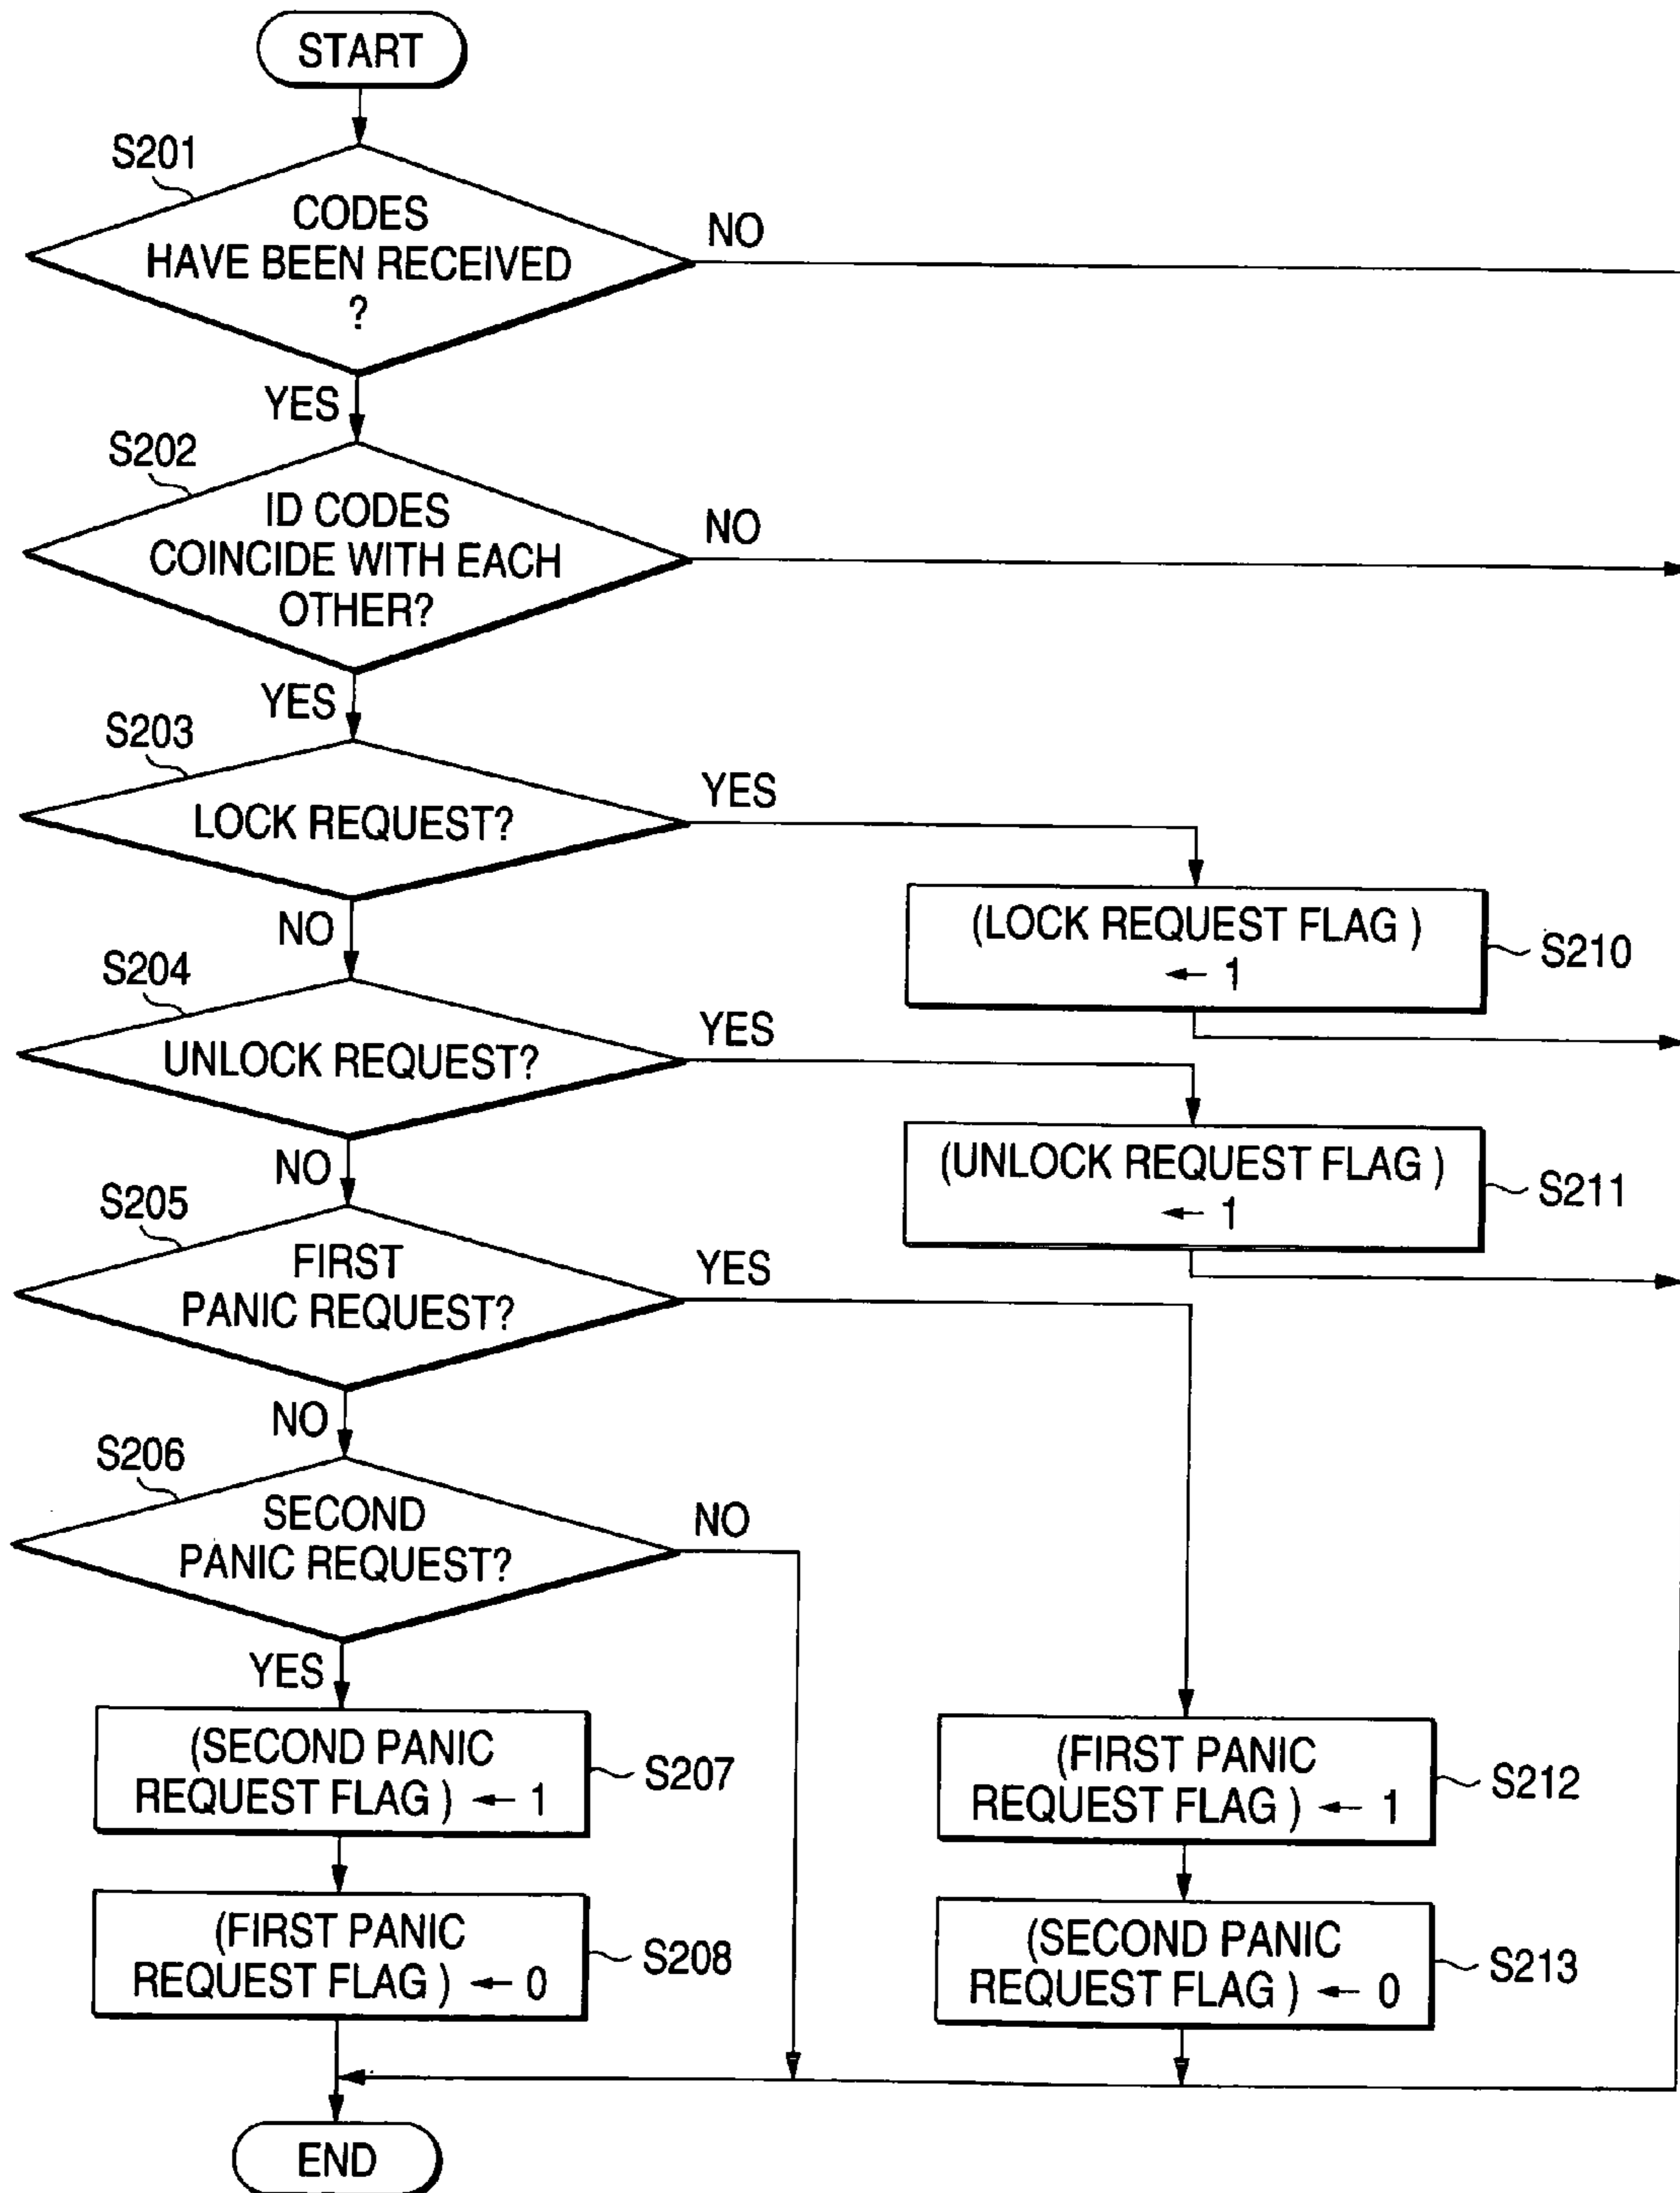 START
S201
CODES
HAVE BEEN RECEIVED
?
NO
YES
S202
ID CODES
COINCIDE WITH EACH
OTHER?
NO
YES
S203
LOCK REQUEST?
YES
(LOCK REQUEST FLAG )
← 1
S210
NO
S204
UNLOCK REQUEST?
YES
(UNLOCK REQUEST FLAG )
← 1
S211
NO
S205
FIRST
PANIC REQUEST?
YES
NO
S206
SECOND
PANIC REQUEST?
NO
YES
(SECOND PANIC
REQUEST FLAG ) ← 1
S207
(FIRST PANIC
REQUEST FLAG ) ← 1
S212
(FIRST PANIC
REQUEST FLAG ) ← 0
S208
(SECOND PANIC
REQUEST FLAG ) ← 0
S213
END